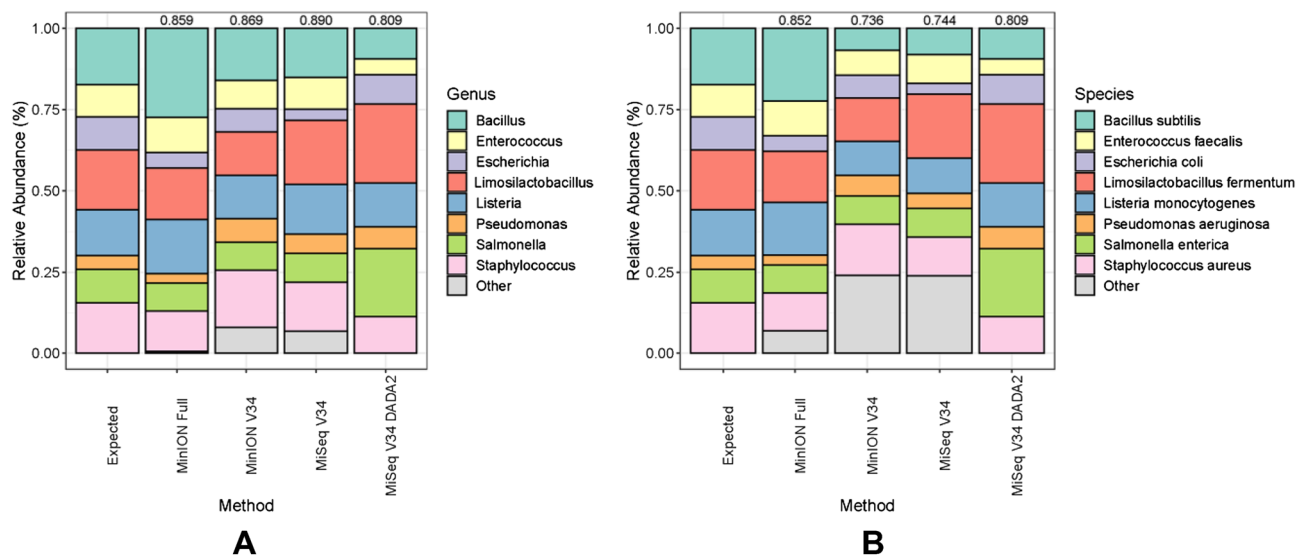 0.859 0.869 0.890 0.809
1.00
0.75
0.50
0.25
0.00
Relative Abundance (%)
Expected
MinION Full
MinION V34
MiSeq V34
MiSeq V34 DADA2
Method
Genus
Bacillus
Enterococcus
Escherichia
Limosilactobacillus
Listeria
Pseudomonas
Salmonella
Staphylococcus
Other
A
0.852 0.736 0.744 0.809
1.00
0.75
0.50
0.25
0.00
Relative Abundance (%)
Expected
MinION Full
MinION V34
MiSeq V34
MiSeq V34 DADA2
Method
Species
Bacillus subtilis
Enterococcus faecalis
Escherichia coli
Limosilactobacillus fermentum
Listeria monocytogenes
Pseudomonas aeruginosa
Salmonella enterica
Staphylococcus aureus
Other
B